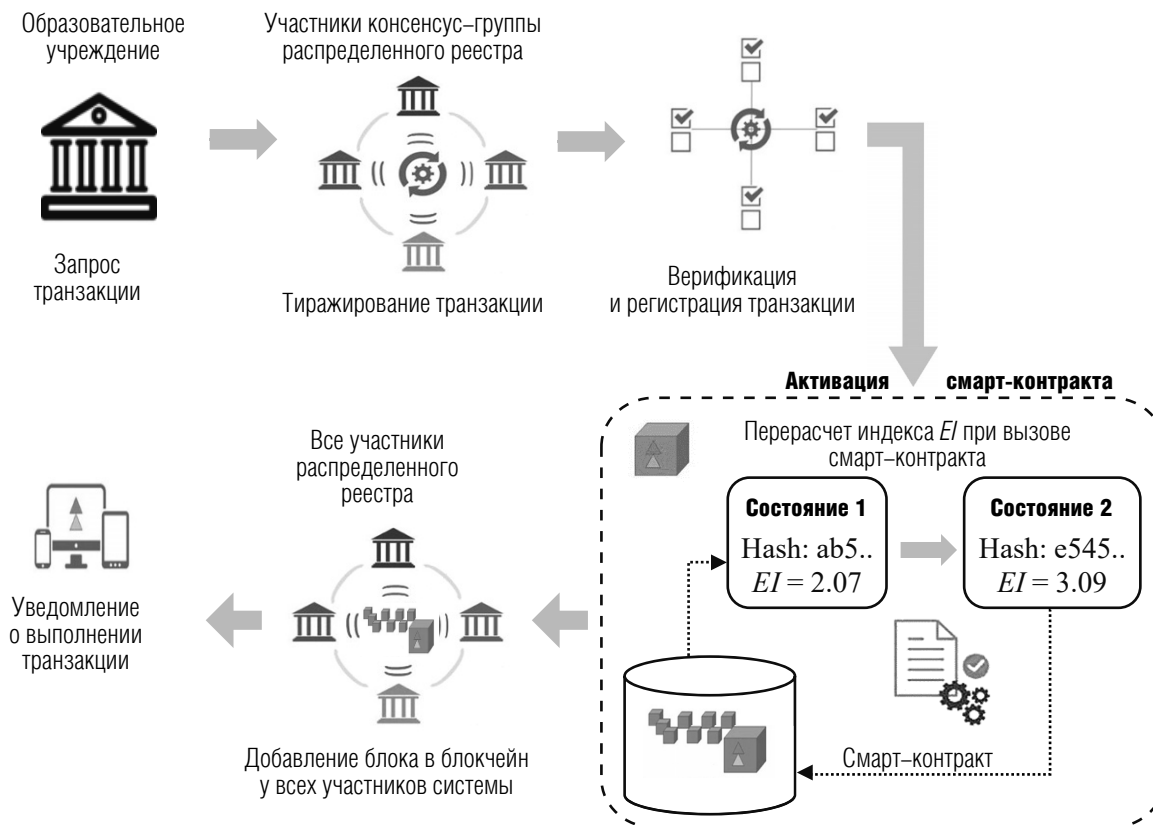 Образовательное
учреждение
Участники консенсус–группы
распределенного реестра
Запрос
транзакции
Тиражирование транзакции
Верификация
и регистрация транзакции
Активация смарт-контракта
Перерасчет индекса EI при вызове
смарт–контракта
Состояние 1
Hash: ab5..
EI = 2.07
Состояние 2
Hash: e545..
EI = 3.09
Смарт–контракт
Все участники
распределенного
реестра
Добавление блока в блокчейн
у всех участников системы
Уведомление
о выполнении
транзакции